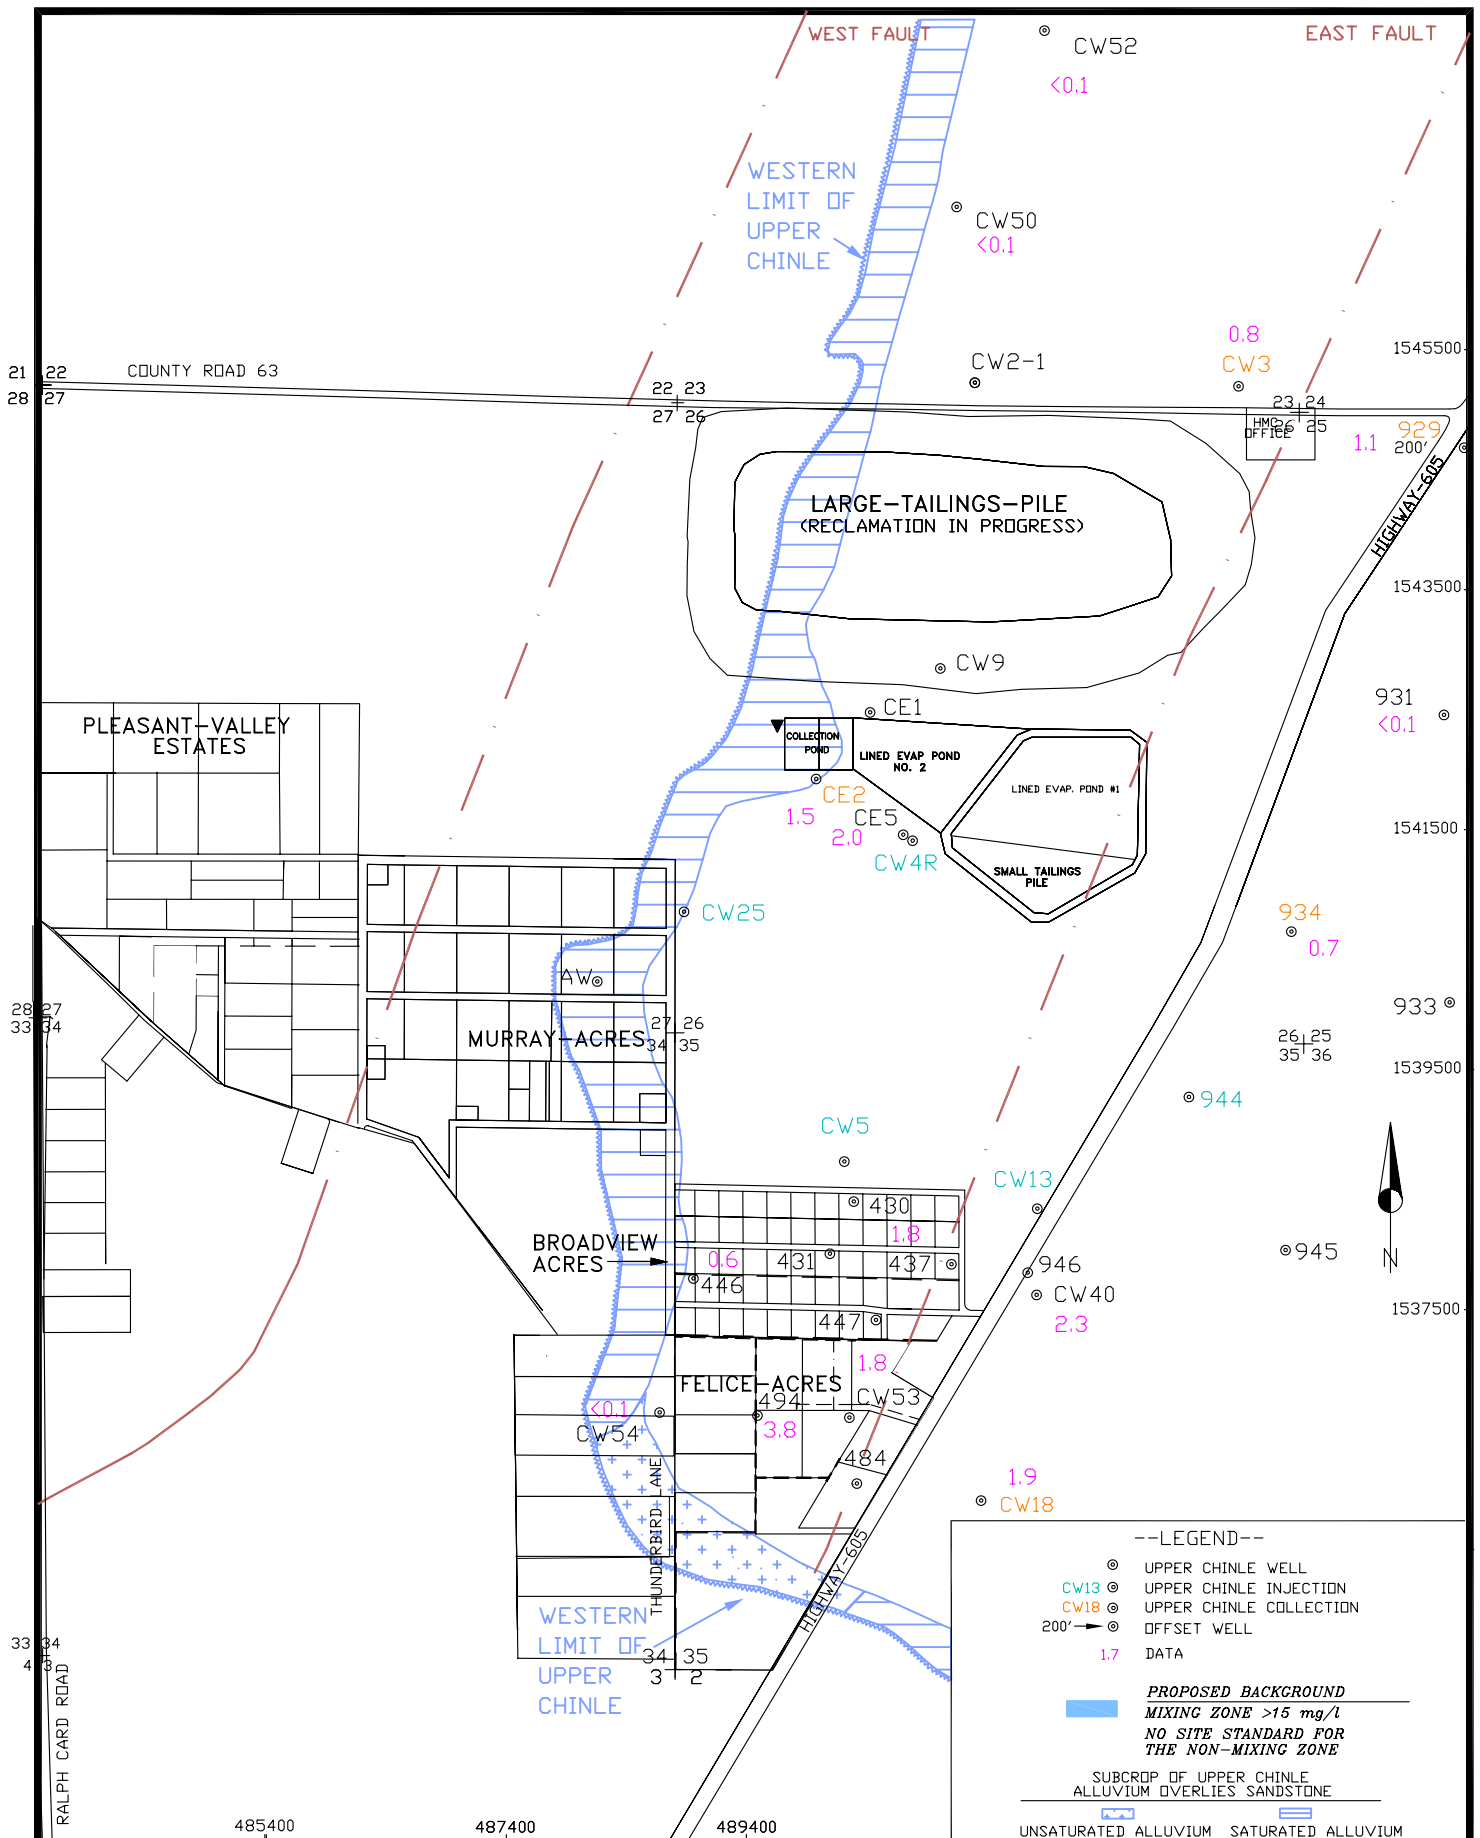 WEST FAULT
EAST FAULT
CW52
<0.1
WESTERN
LIMIT OF
UPPER
CHINLE
CW50
<0.1
0.8
CW3
CW2-1
1545500
21 22
28 27
COUNTY ROAD 63
22 23
27 26
23 24
26 25
HMC
OFFICE
1.1
929
200'
HIGHWAY-605
LARGE-TAILINGS-PILE
(RECLAMATION IN PROGRESS)
1543500
CW9
CE1
931
<0.1
PLEASANT-VALLEY
ESTATES
COLLECTION
POND
LINED EVAP POND
NO. 2
LINED EVAP. POND #1
CE2
1.5
CE5
2.0
CW4R
1541500
SMALL TAILINGS
PILE
CW25
934
0.7
AW
28 27
33 34
933
MURRAY-ACRES
27 26
34 35
26 25
35 36
1539500
944
CW5
CW13
430
1.8
BROADVIEW
ACRES
0.6
431
437
446
946
945
N
CW40
2.3
1537500
447
1.8
FELICE-ACRES
<0.1
CW54
494
3.8
CW53
484
THUNDERBIRD LANE
1.9
CW18
HIGHWAY-605
WESTERN
LIMIT OF
UPPER
CHINLE
33 34
4 3
34 35
3 2
RALPH CARD ROAD
485400
487400
489400
--LEGEND--
UPPER CHINLE WELL
CW13 UPPER CHINLE INJECTION
CW18 UPPER CHINLE COLLECTION
200' OFFSET WELL
1.7 DATA
PROPOSED BACKGROUND
MIXING ZONE >15 mg/l
NO SITE STANDARD FOR
THE NON-MIXING ZONE
SUBCROP OF UPPER CHINLE
ALLUVIUM OVERLIES SANDSTONE
UNSATURATED ALLUVIUM
SATURATED ALLUVIUM